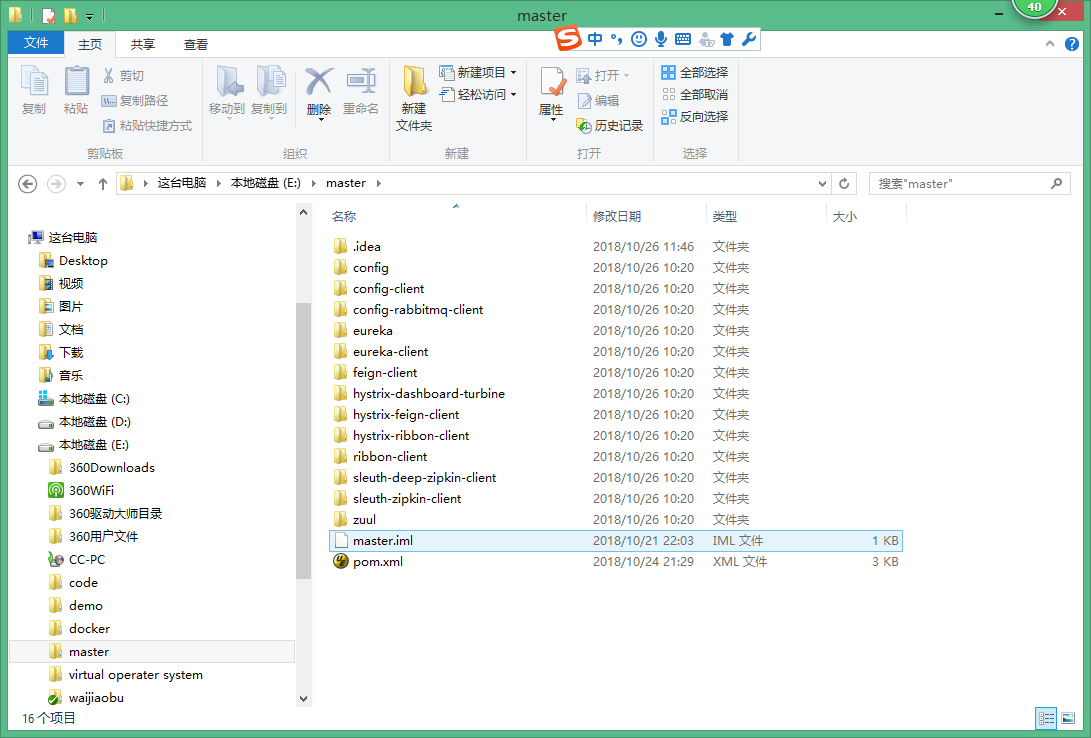 master
40
文件
主页
共享
查看
中
复制
粘贴
剪切
复制路径
粘贴快捷方式
剪贴板
移动到
复制到
删除
重命名
组织
新建
文件夹
新建项目
轻松访问
新建
属性
打开
编辑
历史记录
打开
全部选择
全部取消
反向选择
选择
这台电脑
本地磁盘 (E:)
master
搜索"master"
这台电脑
Desktop
视频
图片
文档
下载
音乐
本地磁盘 (C:)
本地磁盘 (D:)
本地磁盘 (E:)
360Downloads
360WiFi
360驱动大师目录
360用户文件
CC-PC
code
demo
docker
master
virtual operater system
waijiaobu
名称 修改日期 类型 大小
.idea 2018/10/26 11:46 文件夹
config 2018/10/26 10:20 文件夹
config-client 2018/10/26 10:20 文件夹
config-rabbitmq-client 2018/10/26 10:20 文件夹
eureka 2018/10/26 10:20 文件夹
eureka-client 2018/10/26 10:20 文件夹
feign-client 2018/10/26 10:20 文件夹
hystrix-dashboard-turbine 2018/10/26 10:20 文件夹
hystrix-feign-client 2018/10/26 10:20 文件夹
hystrix-ribbon-client 2018/10/26 10:20 文件夹
ribbon-client 2018/10/26 10:20 文件夹
sleuth-deep-zipkin-client 2018/10/26 10:20 文件夹
sleuth-zipkin-client 2018/10/26 10:20 文件夹
zuul 2018/10/26 10:20 文件夹
master.iml 2018/10/21 22:03 IML 文件 1 KB
pom.xml 2018/10/24 21:29 XML 文件 3 KB
16 个项目